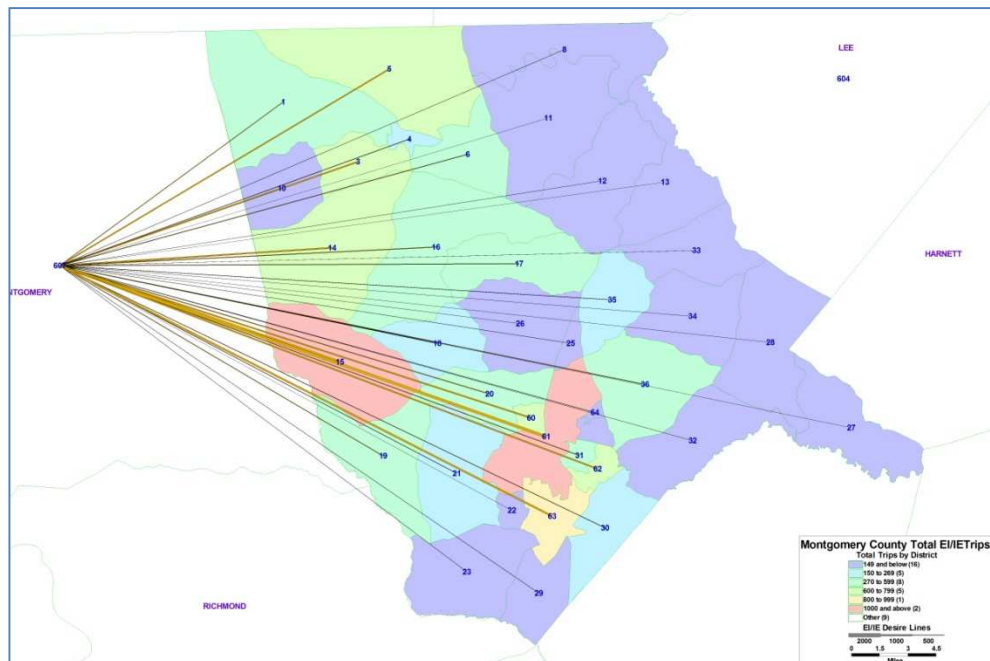 LEE
604
8
5
1
11
4
6
3
12
13
10
14
16
33
HARNETT
17
NTGOMERY
35
34
26
18
25
28
15
36
20
60
64
27
61
32
31
19
62
21
22
63
30
23
29
RICHMOND
Montgomery County Total EI/IETrips
Total Trips by District
149 and below (16)
150 to 269 (5)
270 to 599 (8)
600 to 799 (5)
800 to 999 (1)
1000 and above (2)
Other (9)
EI/IE Desire Lines
2000 1000 500
0 1.5 3 4.5
Miles